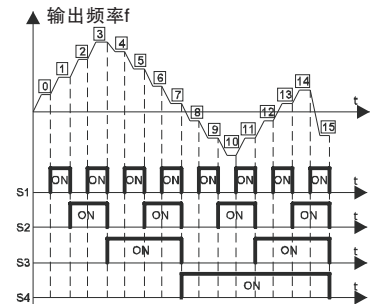 输出频率f
3
2
4
1
5
0
6
7
8
9
10
11
12
13
14
15
t
ON ON ON ON ON ON ON ON
S1
t
ON ON ON ON
S2
t
ON ON
S3
t
ON
S4
t